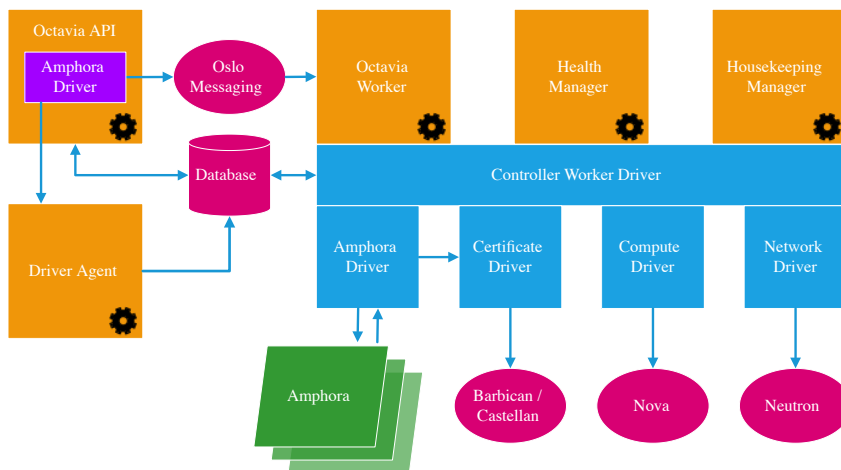 Octavia API
Amphora
Driver
Oslo
Messaging
Octavia
Worker
Health
Manager
Housekeeping
Manager
Database
Controller Worker Driver
Driver Agent
Amphora
Driver
Certificate
Driver
Compute
Driver
Network
Driver
Amphora
Barbican /
Castellan
Nova
Neutron